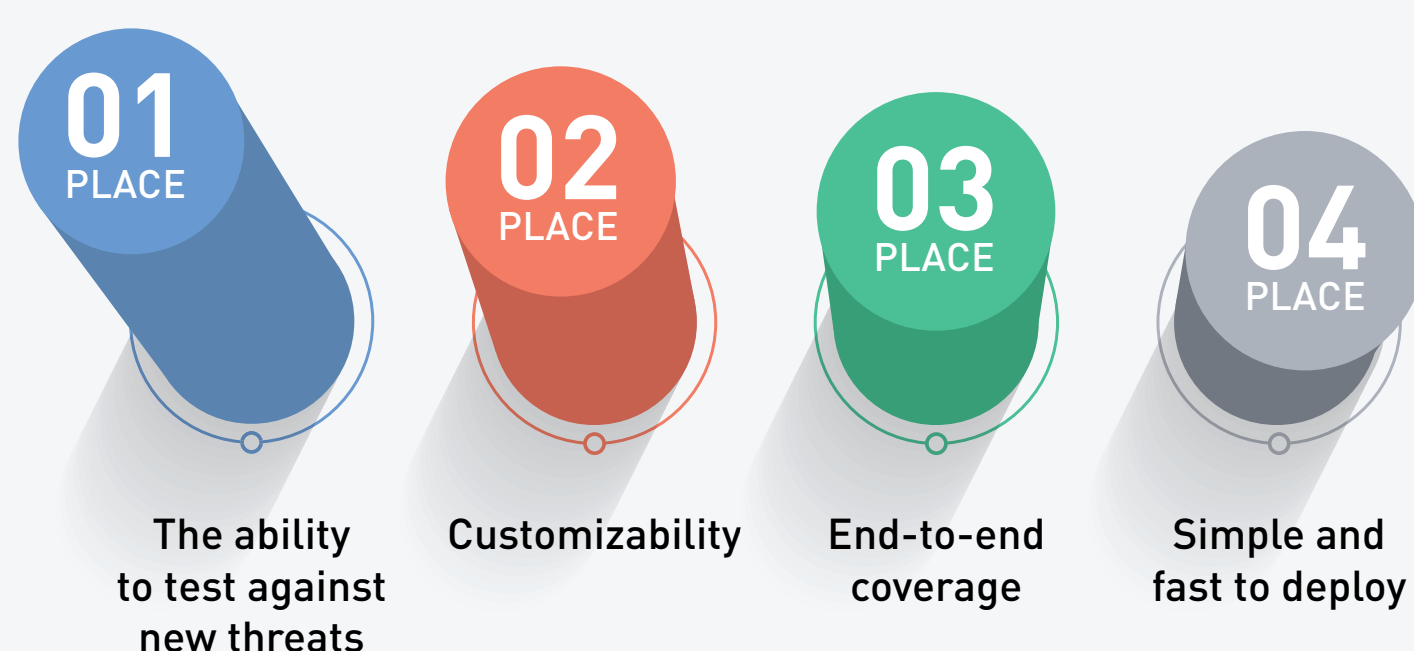 01
PLACE
02
PLACE
03
PLACE
04
PLACE
The ability
to test against
new threats
Customizability
End-to-end
coverage
Simple and
fast to deploy